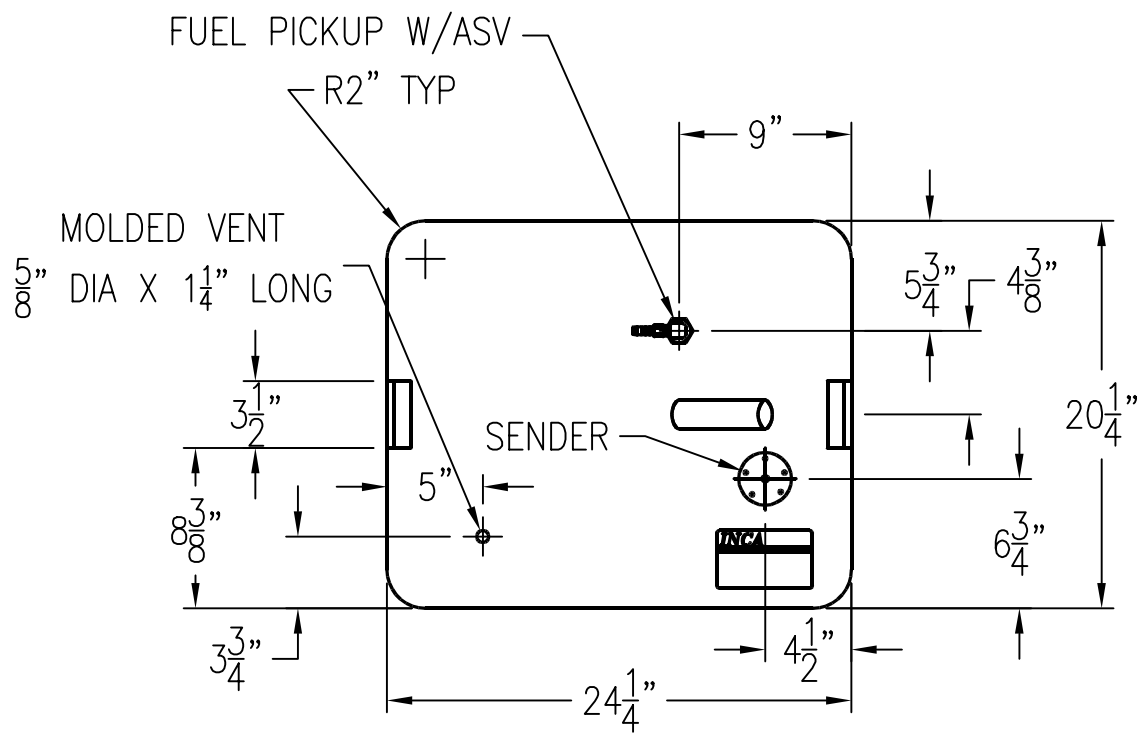 FUEL PICKUP W/ASV
R2” TYP
9”
MOLDED VENT
5/8” DIA X 1 1/4” LONG
5 3/4”
4 3/8”
3 1/2”
20 1/4”
SENDER
5”
8 3/8”
INCA
6 3/4”
3 3/4”
4 1/2”
24 1/4”